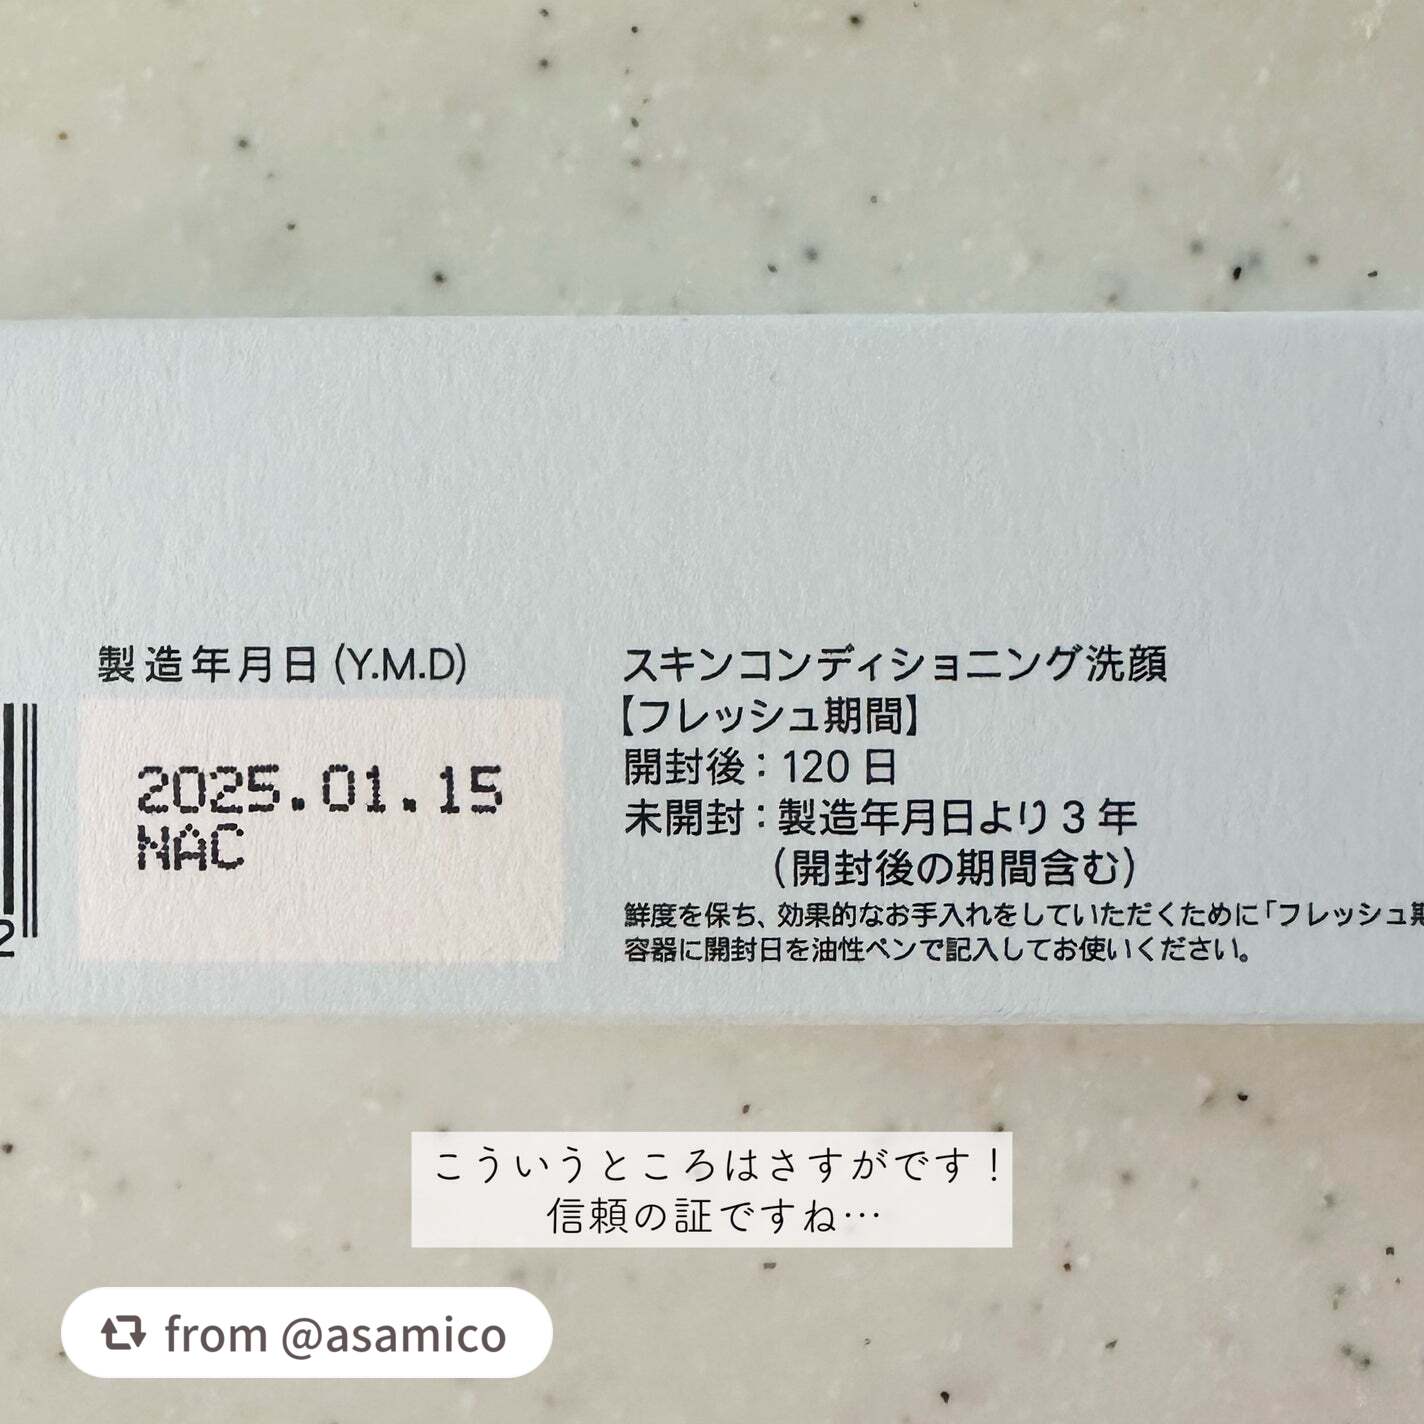 製造年月日(Y.M.D)
2025.01.15
NAC
2
スキンコンディショニング洗顔
【フレッシュ期間】
開封後：120日
未開封：製造年月日より3年
(開封後の期間含む)
鮮度を保ち、効果的なお手入れをしていただくために「フレッシュ期
容器に開封日を油性ペンで記入してお使いください。
こういうところはさすがです！
信頼の証ですね…
from @asamico